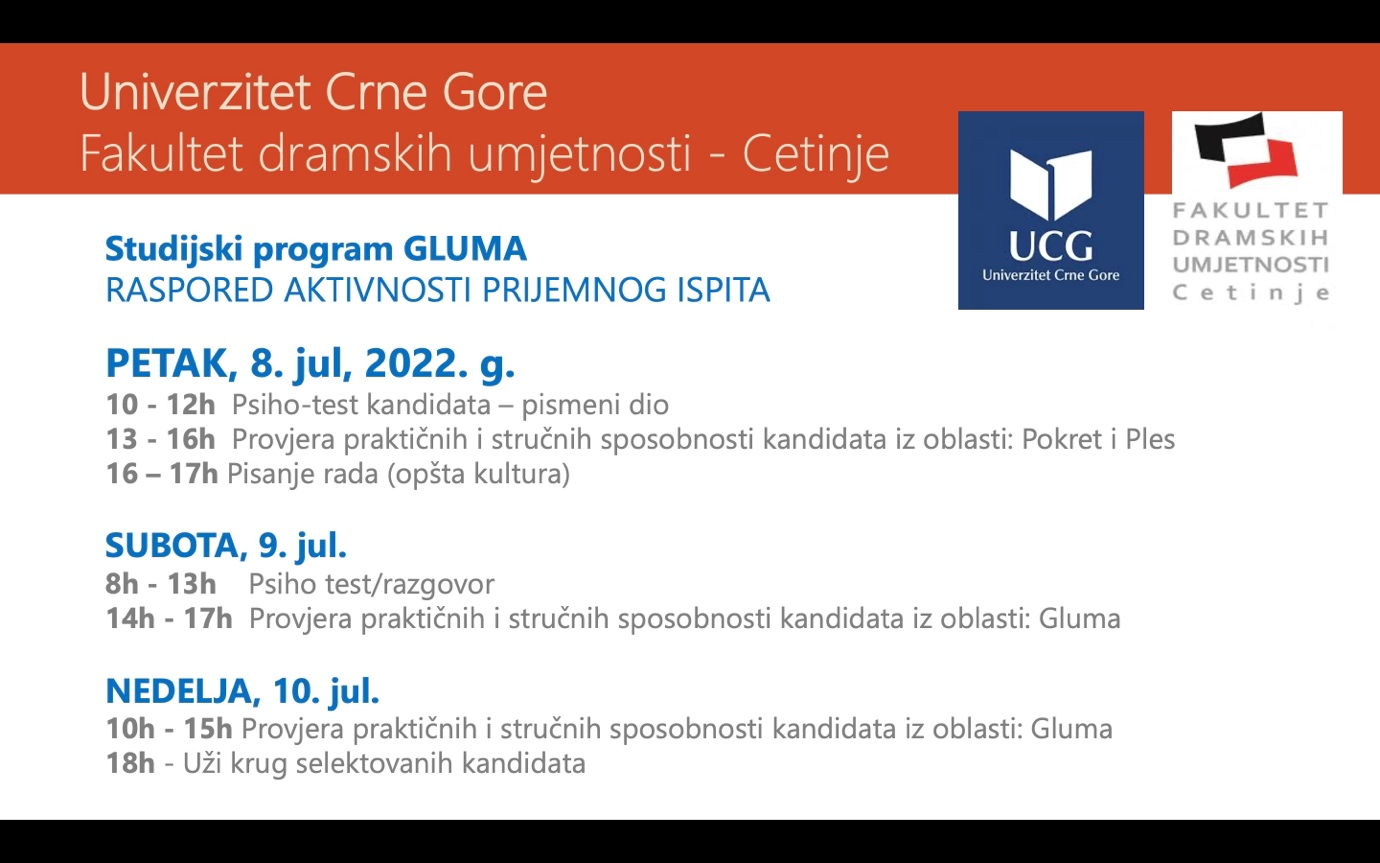 Univerzitet Crne Gore
Fakultet dramskih umjetnosti - Cetinje
UCG
Univerzitet Crne Gore
FAKULTET
DRAMSKIH
UMJETNOSTI
Cetinje
Studijski program GLUMA
RASPORED AKTIVNOSTI PRIJEMNOG ISPITA
PETAK, 8. jul, 2022. g.
10 - 12h Psiho-test kandidata – pismeni dio
13 - 16h Provjera praktičnih i stručnih sposobnosti kandidata iz oblasti: Pokret i Ples
16 – 17h Pisanje rada (opšta kultura)
SUBOTA, 9. jul.
8h - 13h Psiho test/razgovor
14h - 17h Provjera praktičnih i stručnih sposobnosti kandidata iz oblasti: Gluma
NEDELJA, 10. jul.
10h - 15h Provjera praktičnih i stručnih sposobnosti kandidata iz oblasti: Gluma
18h - Uži krug selektovanih kandidata